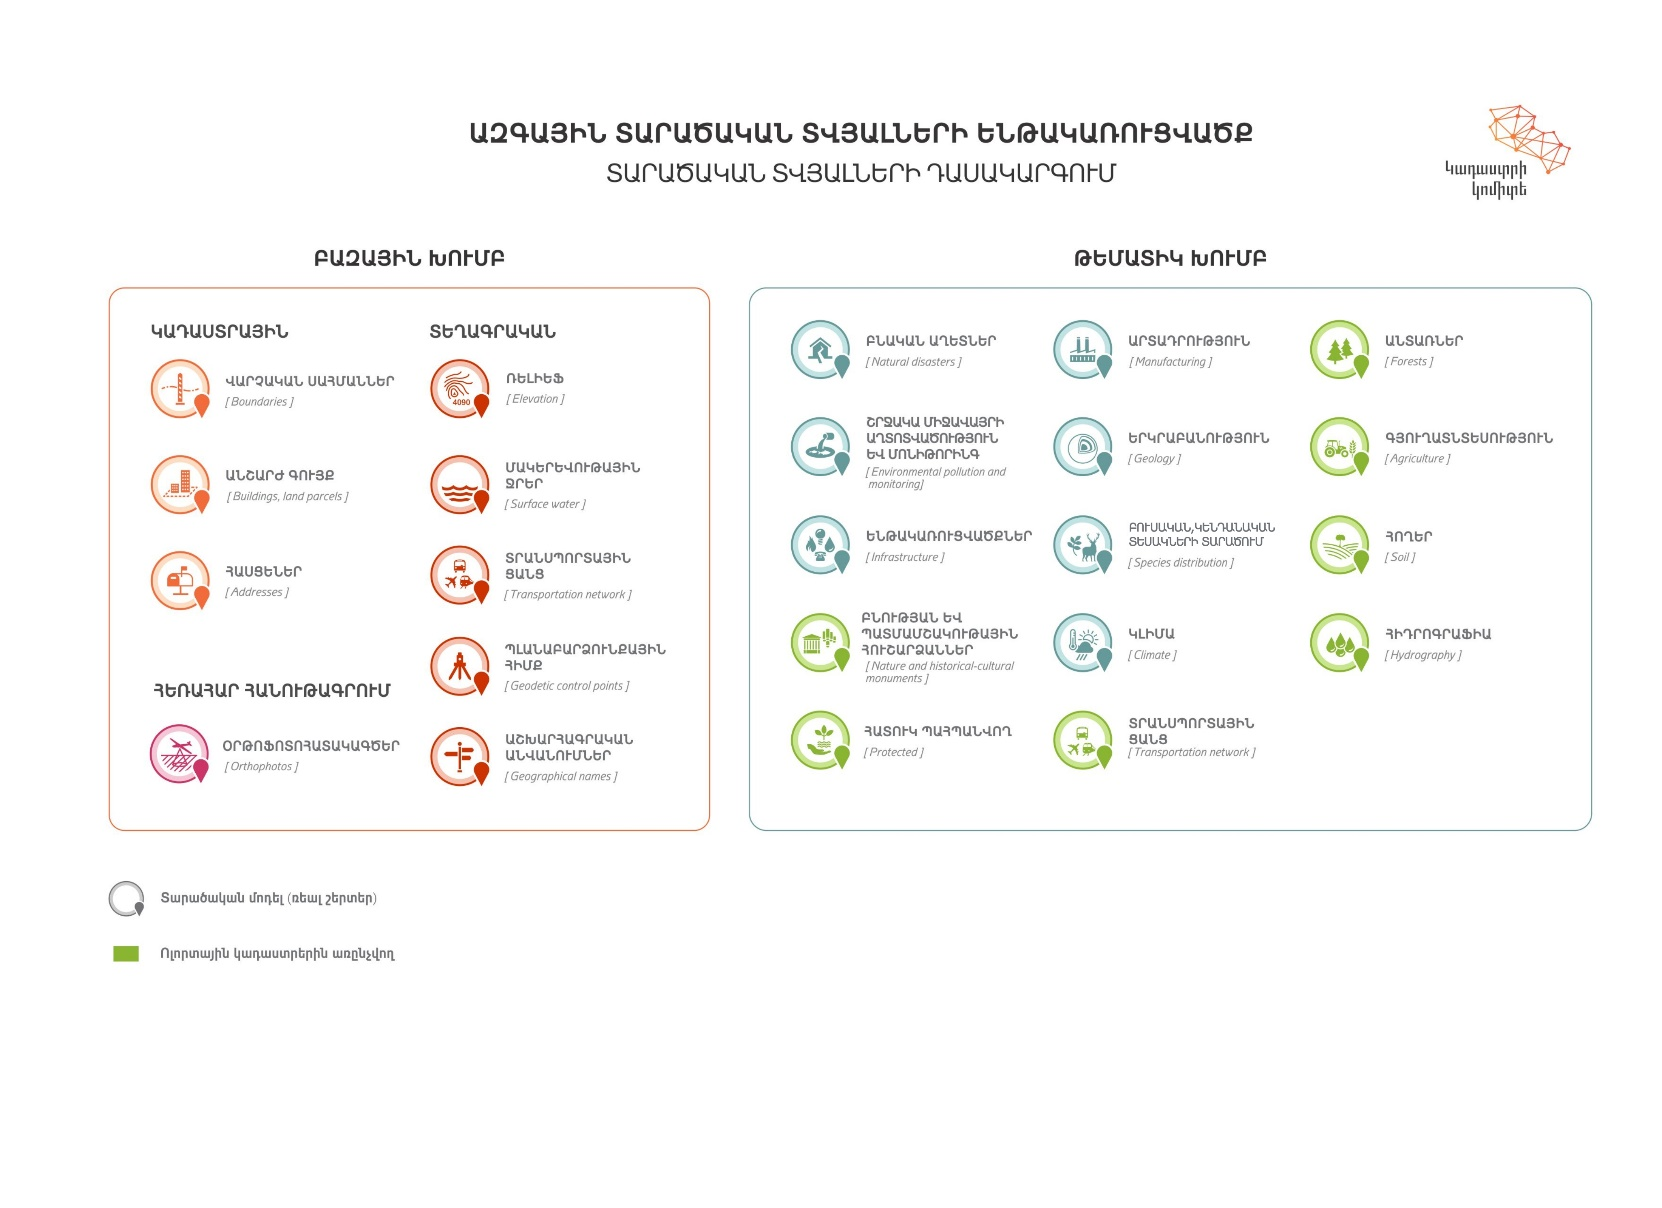 ԱԶԳԱՅԻՆ ՏԱՐԱԾԱԿԱՆ ՏՎՅԱԼՆԵՐԻ ԵՆԹԱԿԱՌՈՒՑՎԱԾՔ
ՏԱՐԱԾԱԿԱՆ ՏՎՅԱԼՆԵՐԻ ԴԱՍԱԿԱՐԳՈՒՄ
Կադաստրի
կոմիտե
ԲԱԶԱՅԻՆ ԽՈՒՄԲ
ԿԱԴԱՍՏՐԱՅԻՆ
ՎԱՐՉԱԿԱՆ ՍԱՀՄԱՆՆԵՐ
[ Boundaries ]
ԱՆՇԱՐԺ ԳՈՒՅՔ
[ Buildings, land parcels ]
ՀԱՍՑԵՆԵՐ
[ Addresses ]
ՀԵՌԱՀԱՐ ՀԱՆՈՒԹԱԳՐՈՒՄ
ՕՐԹՈՖՈՏՈՀԱՏԱԿԱԳԾԵՐ
[ Orthophotos ]
ՏԵՂԱԳՐԱԿԱՆ
4090
ՌԵԼԻԵՖ
[ Elevation ]
ՄԱԿԵՐԵՎՈՒԹԱՅԻՆ
ՋՐԵՐ
[ Surface water ]
ՏՐԱՆՍՊՈՐՏԱՅԻՆ
ՑԱՆՑ
[ Transportation network ]
ՊԼԱՆԱԲԱՐՁՈՒՆՔԱՅԻՆ
ՀԻՄՔ
[ Geodetic control points ]
ԱՇԽԱՐՀԱԳՐԱԿԱՆ
ԱՆՎԱՆՈՒՄՆԵՐ
[ Geographical names ]
ԹԵՄԱՏԻԿ ԽՈՒՄԲ
ԲՆԱԿԱՆ ԱՂԵՏՆԵՐ
[ Natural disasters ]
ՇՐՋԱԿԱ ՄԻՋԱՎԱՅՐԻ
ԱՂՏՈՏՎԱԾՈՒԹՅՈՒՆ
ԵՎ ՄՈՆԻԹՈՐԻՆԳ
[ Environmental pollution and
monitoring]
ԵՆԹԱԿԱՌՈՒՑՎԱԾՔՆԵՐ
[ Infrastructure ]
ԲՆՈՒԹՅԱՆ ԵՎ
ՊԱՏՄԱՄՇԱԿՈՒԹԱՅԻՆ
ՀՈՒՇԱՐՁԱՆՆԵՐ
[ Nature and historical-cultural
monuments ]
ՀԱՏՈՒԿ ՊԱՀՊԱՆՎՈՂ
[ Protected ]
ԱՐՏԱԴՐՈՒԹՅՈՒՆ
[ Manufacturing ]
ԵՐԿՐԱԲԱՆՈՒԹՅՈՒՆ
[ Geology ]
ԲՈՒՍԱԿԱՆ,ԿԵՆԴԱՆԱԿԱՆ
ՏԵՍԱԿՆԵՐԻ ՏԱՐԱԾՈՒՄ
[ Species distribution ]
ԿԼԻՄԱ
[ Climate ]
ՏՐԱՆՍՊՈՐՏԱՅԻՆ
ՑԱՆՑ
[ Transportation network ]
ԱՆՏԱՌՆԵՐ
[ Forests ]
ԳՅՈՒՂԱՏՆՏԵՍՈՒԹՅՈՒՆ
[ Agriculture ]
ՀՈՂԵՐ
[ Soil ]
ՀԻԴՐՈԳՐԱՖԻԱ
[ Hydrography ]
Տարածական մոդել (ռեալ շերտեր)
Ոլորտային կադաստրերին առընչվող